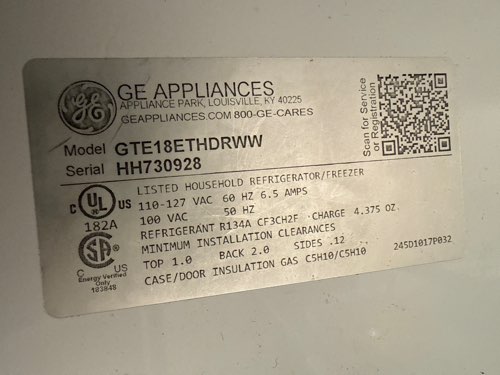 GE APPLIANCES
APPLIANCE PARK, LOUISVILLE, KY 40225
GEAPPLIANCES.COM 800-GE-CARES
Scan for Service
or Registration
Model GTE18ETHDRWW
Serial HH730928
C UL US
182A
LISTED HOUSEHOLD REFRIGERATOR/FREEZER
110-127 VAC 60 HZ 6.5 AMPS
100 VAC 50 HZ
REFRIGERANT R134A CF3CH2F CHARGE 4.375 OZ.
MINIMUM INSTALLATION CLEARANCES
TOP 1.0 BACK 2.0 SIDES .12
CASE/DOOR INSULATION GAS C5H10/C5H10
245D1017P032
C US
Energy Verified
Only
103848